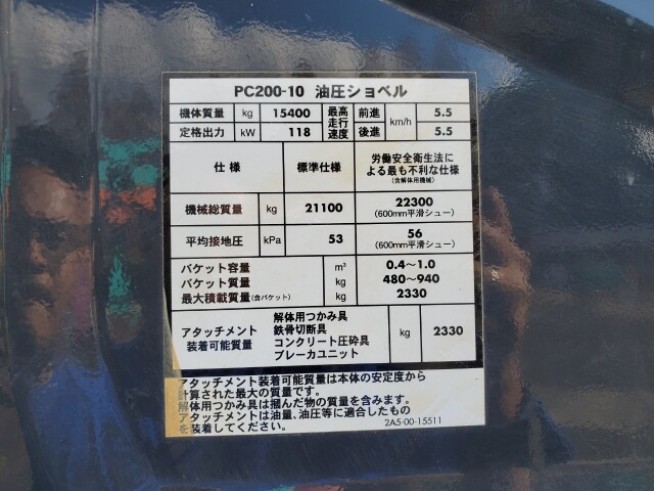 PC200-10 油圧ショベル
機体質量 kg 15400 最高走行速度 前進 km/h 5.5
定格出力 kW 118 後進 5.5
仕様 標準仕様 労働安全衛生法による最も不利な仕様
(含解体用機械)
機械総質量 kg 21100 22300
(600mm平滑シュー)
平均接地圧 kPa 53 56
(600mm平滑シュー)
バケット容量 m³ 0.4～1.0
バケット質量 kg 480～940
最大積載質量(含バケット) kg 2330
アタッチメント装着可能質量 解体用つかみ具 kg 2330
鉄骨切断具
コンクリート圧砕具
ブレーカユニット
アタッチメント装着可能質量は本体の安定度から
計算された最大の質量です。
解体用つかみ具は掴んだ物の質量を含みます。
アタッチメントは油量、油圧等に適合したもの
を装着してください。 2A5-00-15511